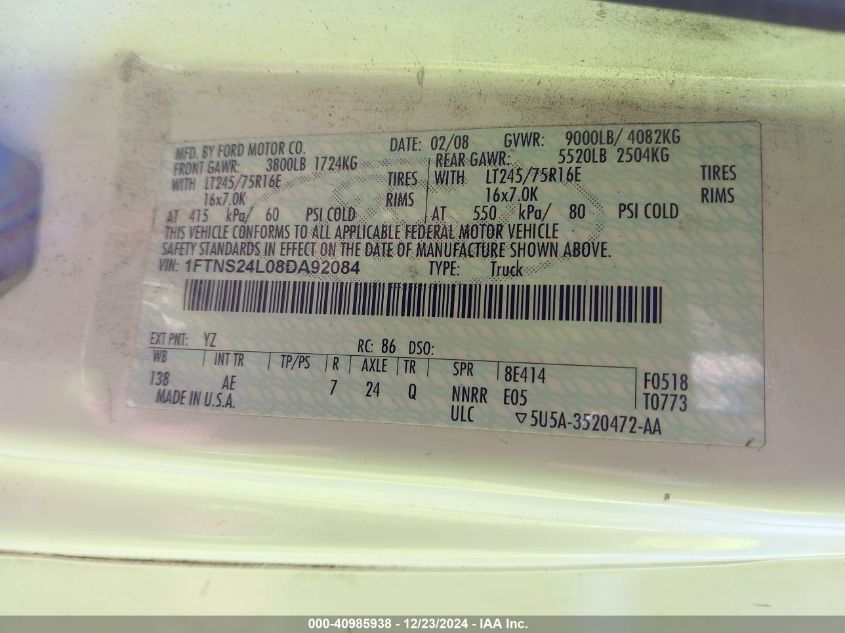 MFD. BY FORD MOTOR CO.
DATE: 02/08 GVWR: 9000LB/ 4082KG
FRONT GAWR: 3800LB 1724KG REAR GAWR: 5520LB 2504KG
WITH LT245/75R16E TIRES WITH LT245/75R16E TIRES
16x7.0K RIMS 16x7.0K RIMS
AT 415 kPa/ 60 PSI COLD AT 550 kPa/ 80 PSI COLD
THIS VEHICLE CONFORMS TO ALL APPLICABLE FEDERAL MOTOR VEHICLE
SAFETY STANDARDS IN EFFECT ON THE DATE OF MANUFACTURE SHOWN ABOVE.
VIN: 1FTNS24L08DA92084 TYPE: Truck
EXT PNT: YZ RC: 86 DSO:
WB INT TR TP/PS R AXLE TR SPR 8E414 F0518
138 AE 7 24 Q NNRR E05 T0773
MADE IN U.S.A. ULC ▽5U5A-3520472-AA
000-40985938 - 12/23/2024 - IAA Inc.